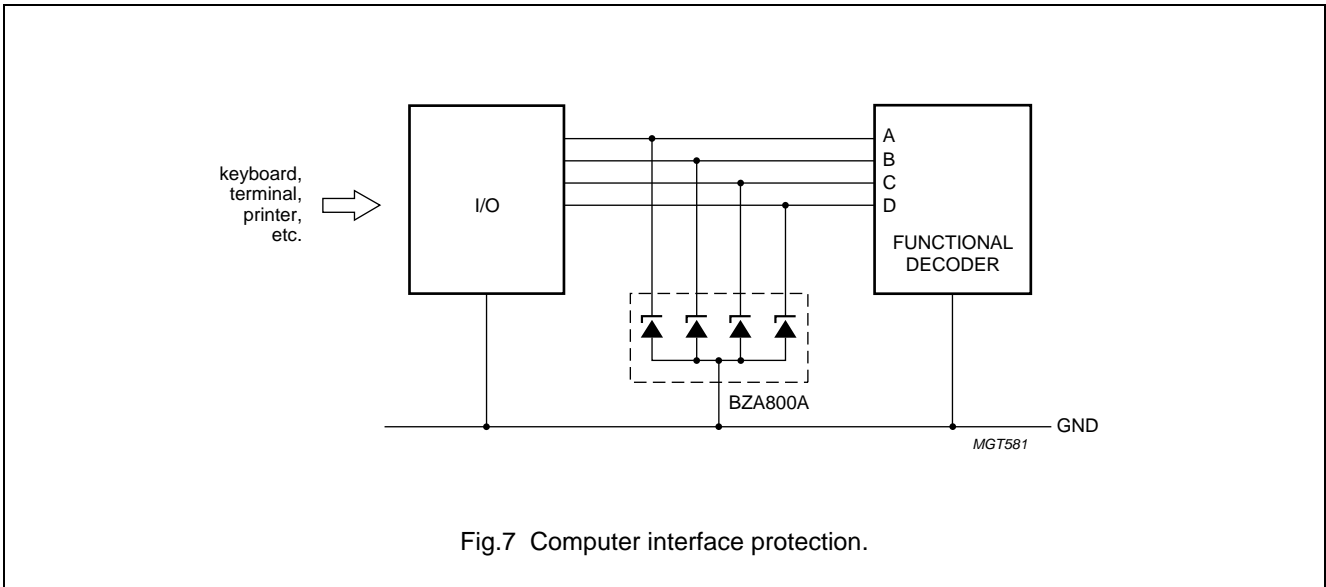 keyboard,
terminal,
printer,
etc.
I/O
A
B
C
D
FUNCTIONAL
DECODER
BZA800A
GND
MGT581
Fig.7 Computer interface protection.